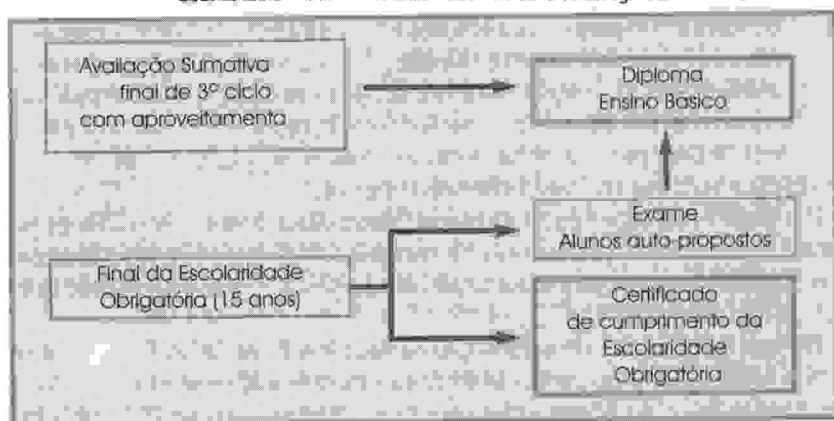 Avaliação Sumativa
final de 3º ciclo
com aproveitamento
Diploma
Ensino Basico
Exame
Alunos auto-propostos
Final da Escolaridade
Obrigatória (15 anos)
Certificado
de cumprimento da
Escolaridade
Obrigatória